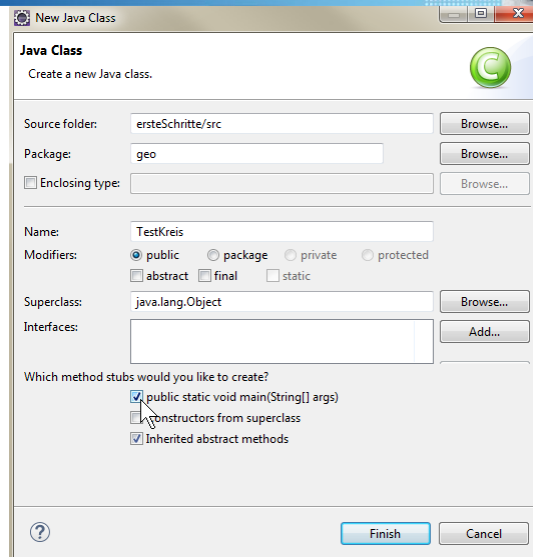 New Java Class
Java Class
Create a new Java class.
C
Source folder: ersteSchritte/src Browse...
Package: geo Browse...
Enclosing type: Browse...
Name: TestKreis
Modifiers: public package private protected
abstract final static
Superclass: java.lang.Object Browse...
Interfaces: Add...
Which method stubs would you like to create?
public static void main(String[] args)
constructors from superclass
Inherited abstract methods
? Finish Cancel